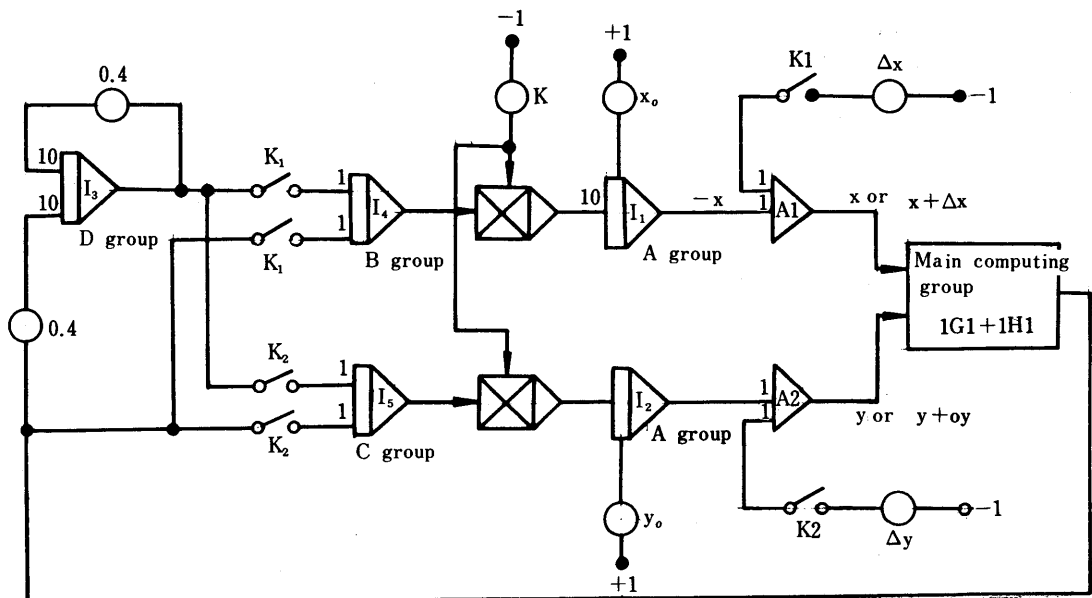 -1
+1
0.4
K
x₀
K1
Δx
-1
10
10
I₃
D group
K₁
1
1
K₁
I₄
B group
10
I₁
A group
-x
1
1
A1
x or x+Δx
Main computing
group
1G1+1H1
0.4
K₂
1
1
K₂
I₅
C group
I₂
A group
1
1
A2
y or y+oy
y₀
+1
K2
Δy
-1